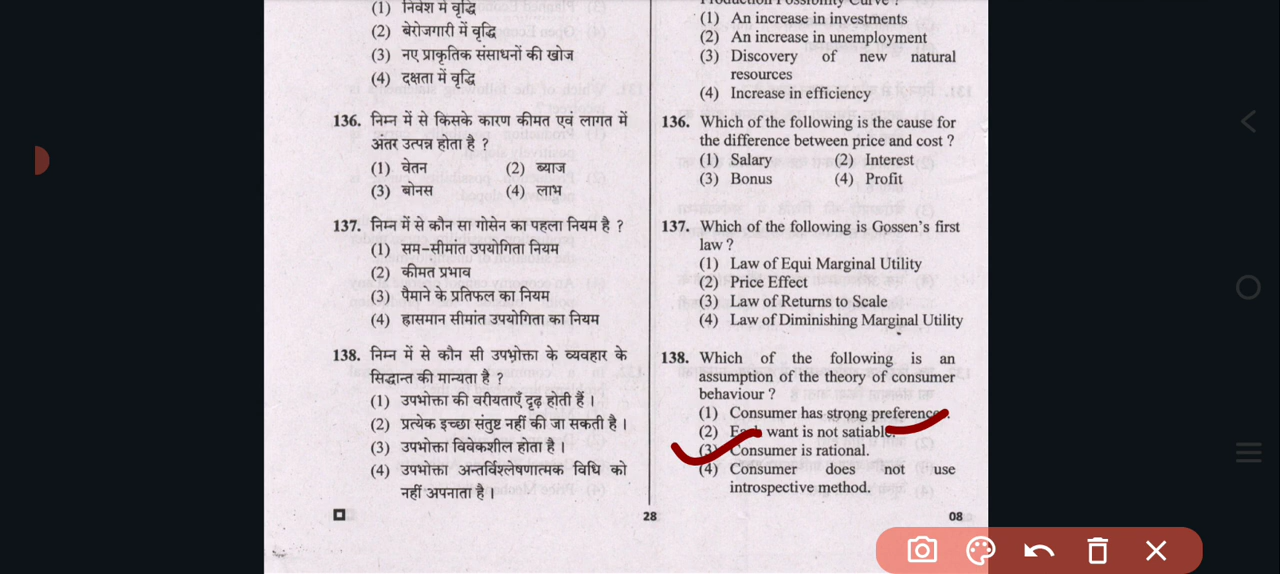 (1) निवेश में वृद्धि
(2) बेरोजगारी में वृद्धि
(3) नए प्राकृतिक संसाधनों की खोज
(4) दक्षता में वृद्धि
136. निम्न में से किसके कारण कीमत एवं लागत में
अंतर उत्पन्न होता है ?
(1) वेतन (2) ब्याज
(3) बोनस (4) लाभ
137. निम्न में से कौन सा गोसेन का पहला नियम है ?
(1) सम-सीमांत उपयोगिता नियम
(2) कीमत प्रभाव
(3) पैमाने के प्रतिफल का नियम
(4) ह्रासमान सीमांत उपयोगिता का नियम
138. निम्न में से कौन सी उपभोक्ता के व्यवहार के
सिद्धान्त की मान्यता है ?
(1) उपभोक्ता की वरीयताएँ दृढ़ होती हैं ।
(2) प्रत्येक इच्छा संतुष्ट नहीं की जा सकती है ।
(3) उपभोक्ता विवेकशील होता है ।
(4) उपभोक्ता अन्तर्विश्लेषणात्मक विधि को
नहीं अपनाता है ।
Production Possibility Curve ?
(1) An increase in investments
(2) An increase in unemployment
(3) Discovery of new natural
resources
(4) Increase in efficiency
136. Which of the following is the cause for
the difference between price and cost ?
(1) Salary (2) Interest
(3) Bonus (4) Profit
137. Which of the following is Gossen's first
law ?
(1) Law of Equi Marginal Utility
(2) Price Effect
(3) Law of Returns to Scale
(4) Law of Diminishing Marginal Utility
138. Which of the following is an
assumption of the theory of consumer
behaviour ?
(1) Consumer has strong preference.
(2) Each want is not satiable.
(3) Consumer is rational.
(4) Consumer does not use
introspective method.
28
08